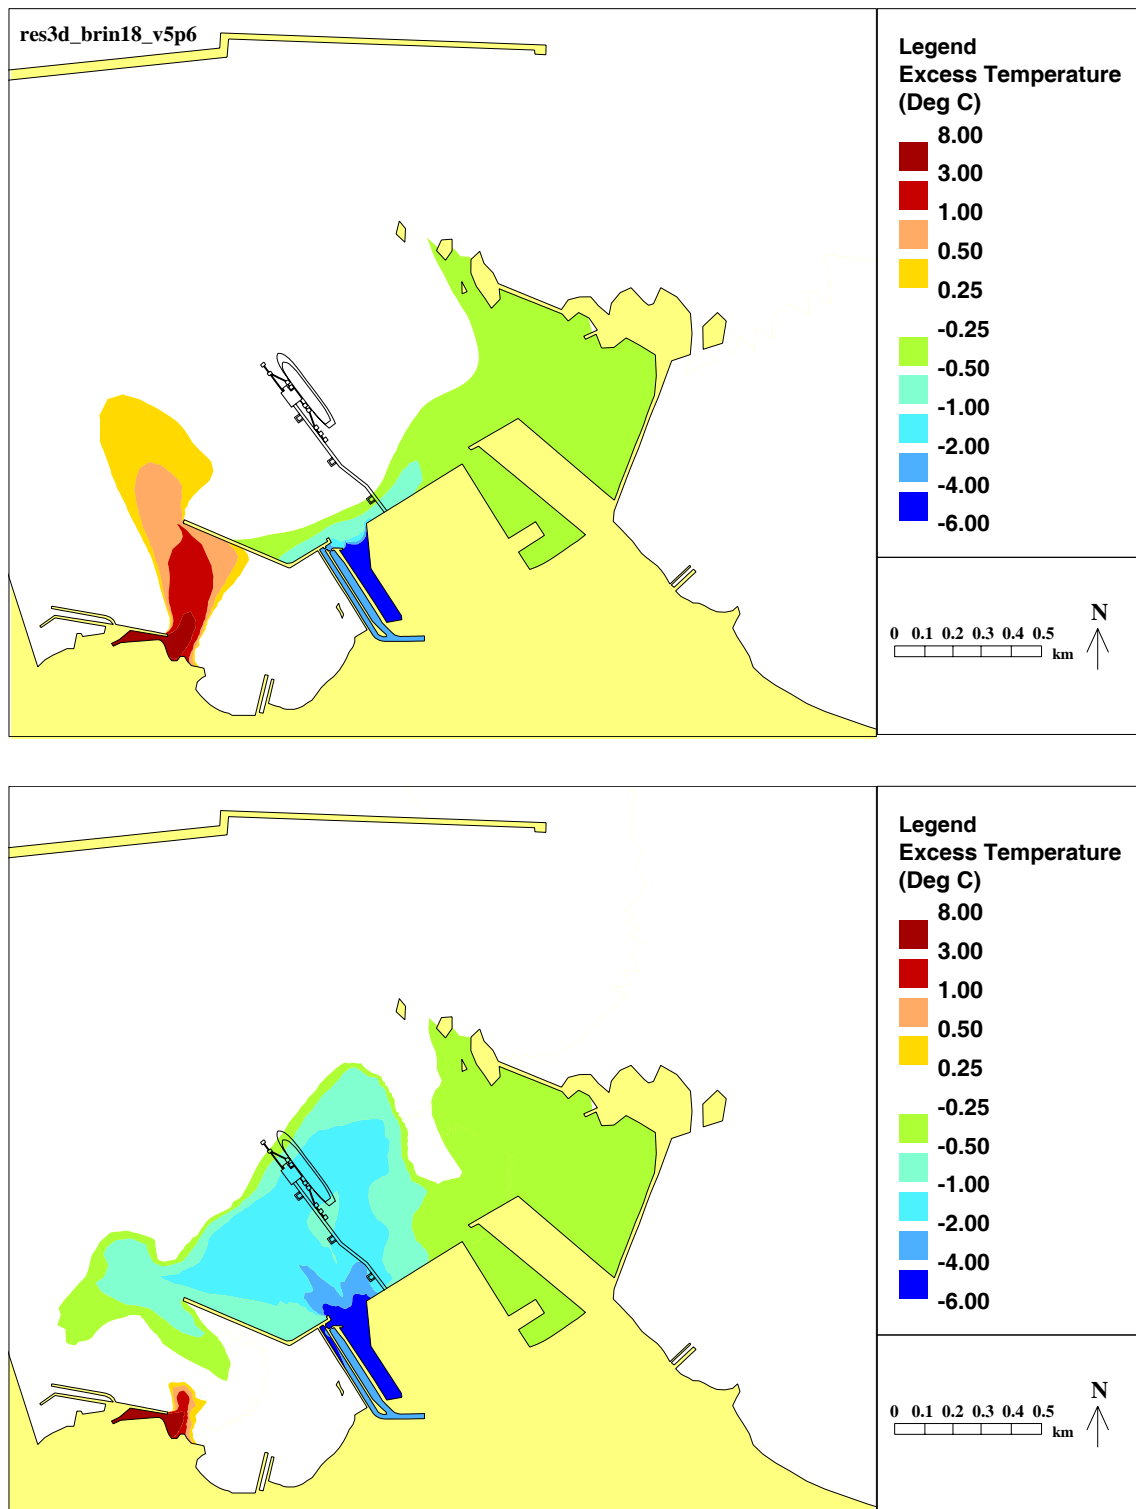 res3d_brin18_v5p6
Legend
Excess Temperature
(Deg C)
8.00
3.00
1.00
0.50
0.25
-0.25
-0.50
-1.00
-2.00
-4.00
-6.00
0 0.1 0.2 0.3 0.4 0.5
km
N
Legend
Excess Temperature
(Deg C)
8.00
3.00
1.00
0.50
0.25
-0.25
-0.50
-1.00
-2.00
-4.00
-6.00
0 0.1 0.2 0.3 0.4 0.5
km
N